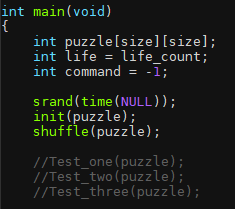 int main(void)
{
    int puzzle[size][size];
    int life = life_count;
    int command = -1;

    srand(time(NULL));
    init(puzzle);
    shuffle(puzzle);

    //Test_one(puzzle);
    //Test_two(puzzle);
    //Test_three(puzzle);